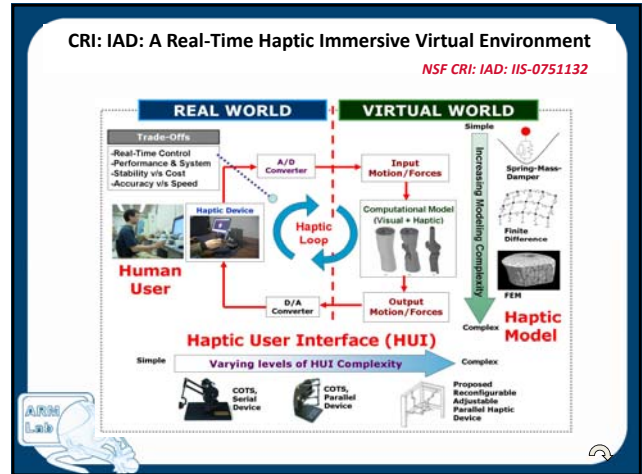 CRI: IAD: A Real-Time Haptic Immersive Virtual Environment
NSF CRI: IAD: IIS-0751132
REAL WORLD
VIRTUAL WORLD
Trade-Offs
-Real-Time Control
-Performance & System
-Stability v/s Cost
-Accuracy v/s Speed
A/D
Converter
Input
Motion/Forces
Simple
Spring-Mass-
Damper
Haptic Device
Haptic
Loop
Computational Model
(Visual + Haptic)
Increasing Modeling Complexity
Finite
Difference
Human
User
FEM
D/A
Converter
Output
Motion/Forces
Complex
Haptic
Model
Haptic User Interface (HUI)
Simple
Varying levels of HUI Complexity
Complex
COTS,
Serial
Device
COTS,
Parallel
Device
Proposed
Reconfigurable
Adjustable
Parallel Haptic
Device
ARM
Lab